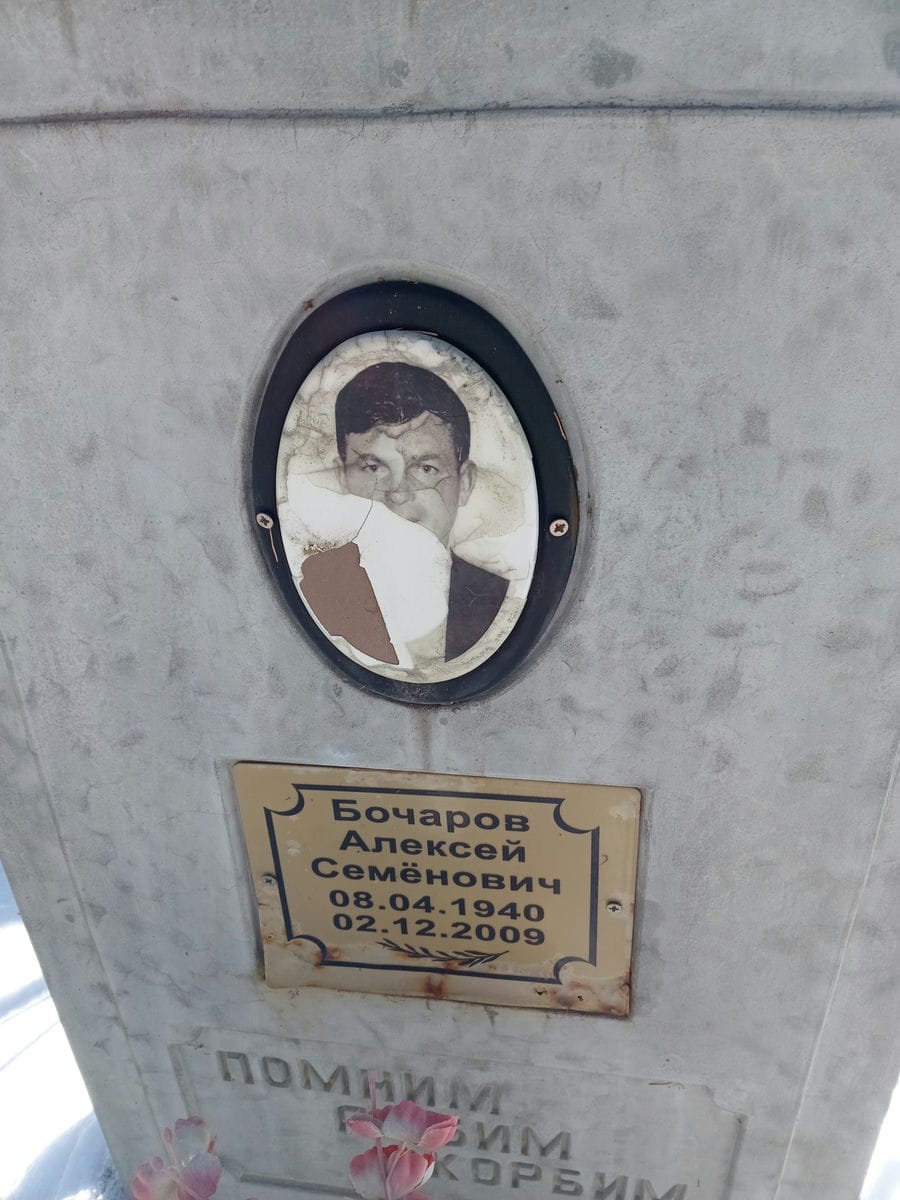 Бочаров
Алексей
Семёнович
08.04.1940
02.12.2009
ПОМНИМ